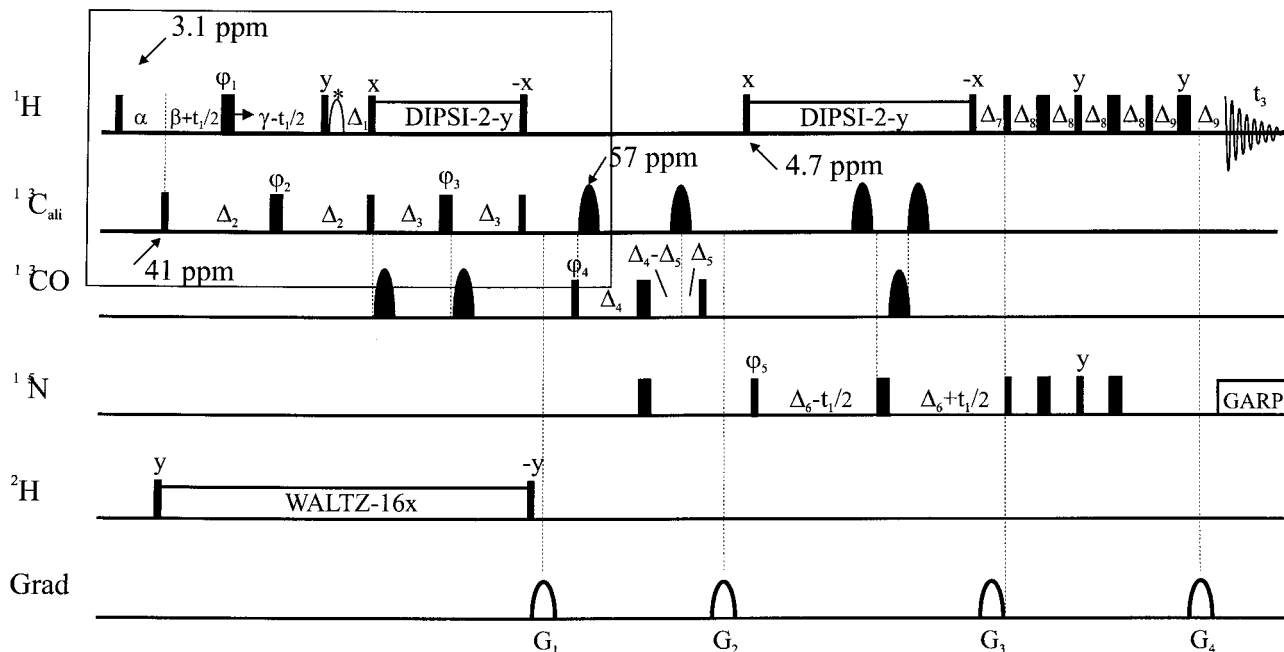 3.1 ppm
¹H α β+t₁/2 φ₁ γ-t₁/2 y * Δ₁ x DIPSI-2-y -x x DIPSI-2-y -x Δ₇ Δ₈ Δ₈ y Δ₈ Δ₈ Δ₉ y Δ₉ t₃
57 ppm 4.7 ppm
¹³C_ali Δ₂ φ₂ Δ₂ Δ₃ φ₃ Δ₃
41 ppm
¹³CO φ₄ Δ₄ Δ₄-Δ₅ Δ₅
¹⁵N φ₅ Δ₆-t₁/2 Δ₆+t₁/2 y GARP
²H y WALTZ-16x -y
Grad
G₁ G₂ G₃ G₄